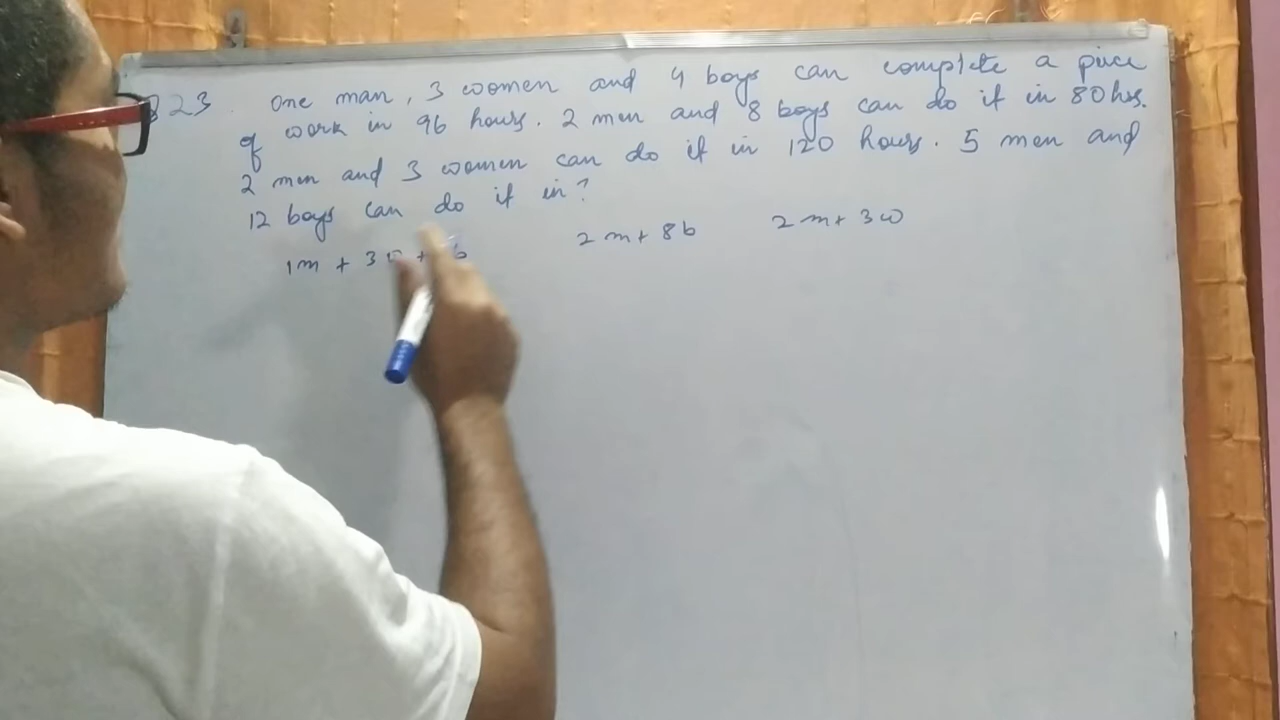 Q23. One man, 3 women and 4 boys can complete a piece
of work in 96 hours. 2 men and 8 boys can do it in 80 hrs.
2 men and 3 women can do it in 120 hours. 5 men and
12 boys can do it in?
1m + 3 + b 2m + 8b 2m + 3w